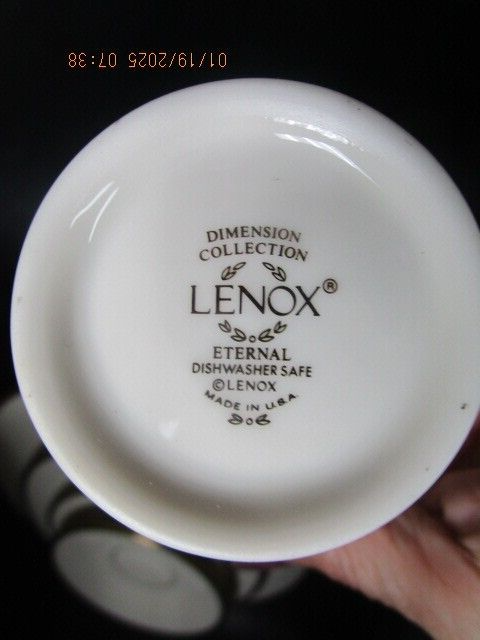 01/19/2025 07:38
DIMENSION
COLLECTION
LENOX®
ETERNAL
DISHWASHER SAFE
©LENOX
MADE IN U.S.A.